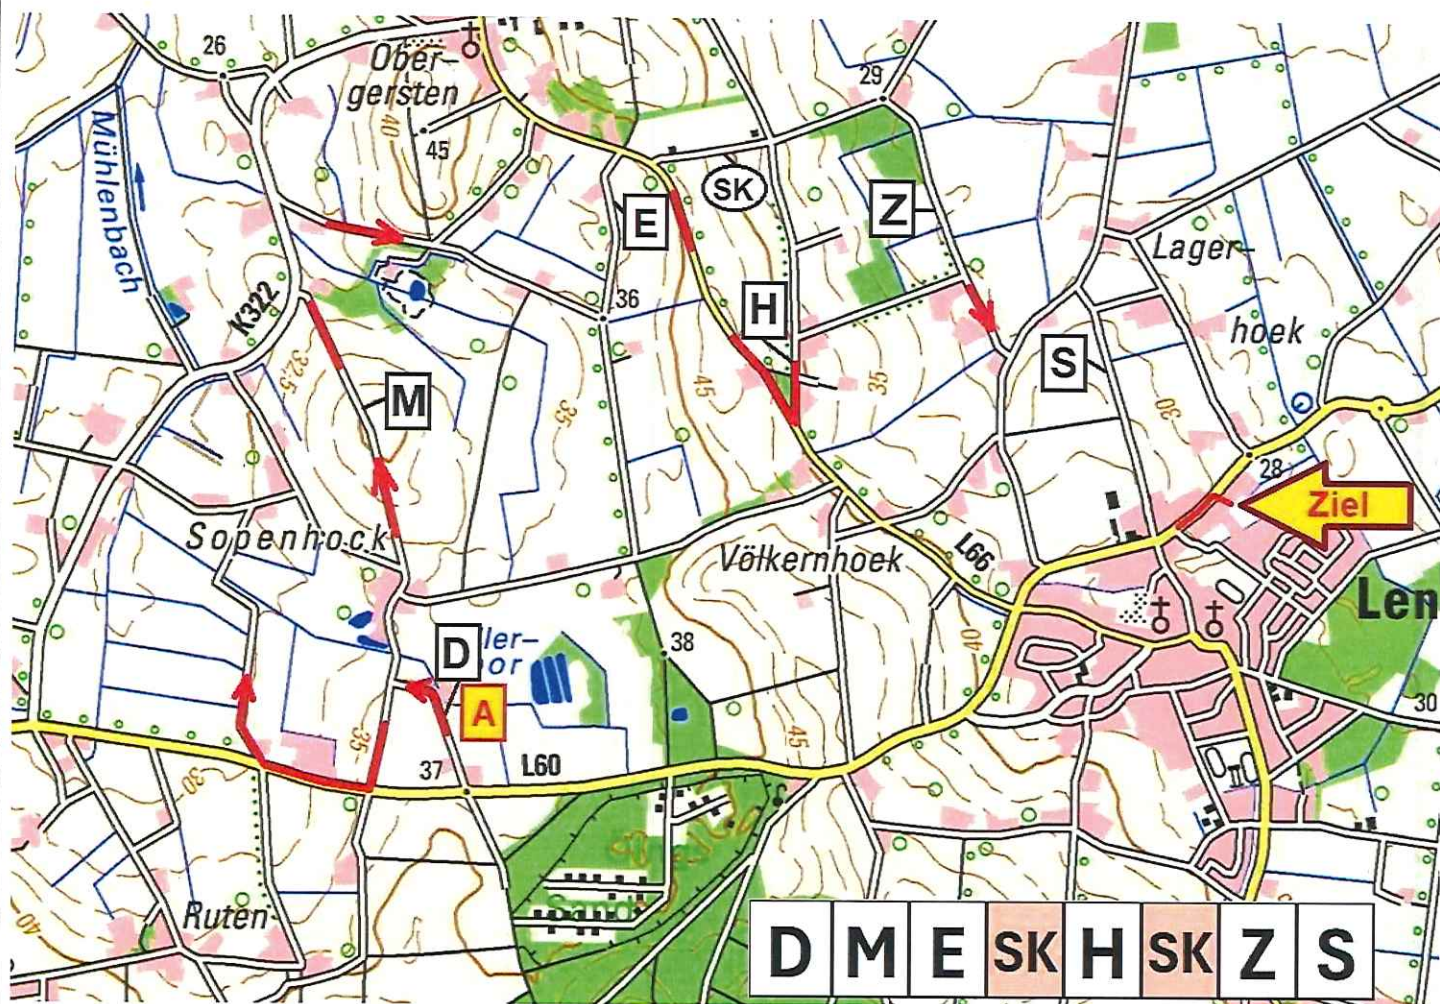 26
Ober-
gersten
29
45
40
Mühlenbach
SK
E
Z
Lager-
hoek
36
H
K322
32,5
M
45
35
35
S
30
28
Ziel
Sopenhock
Völkernhoek
L66
Len
D
ler-
or
A
38
40
30
35
37
L60
45
30
Ruten
40
Sand
D M E SK H SK Z S